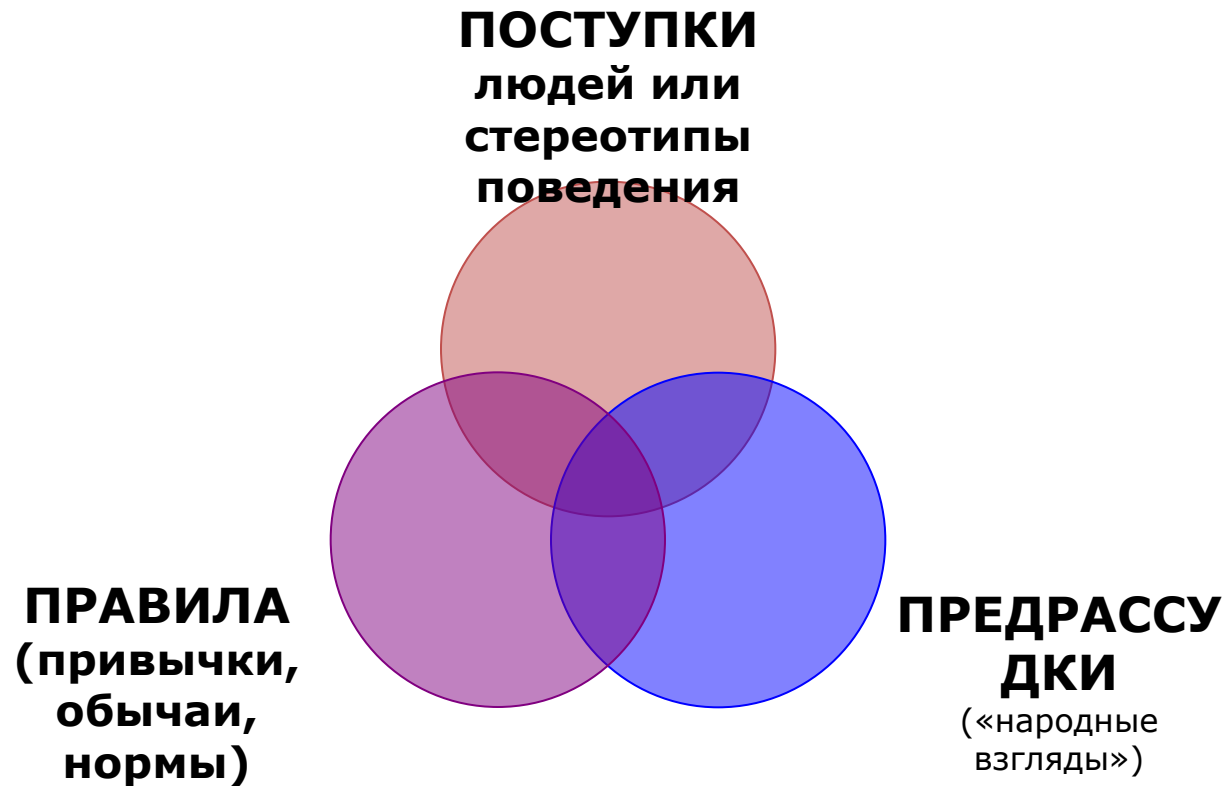 ПОСТУПКИ
людей или
стереотипы
поведения
ПРАВИЛА
(привычки,
обычаи,
нормы)
ПРЕДРАССУ
ДКИ
(«народные
взгляды»)